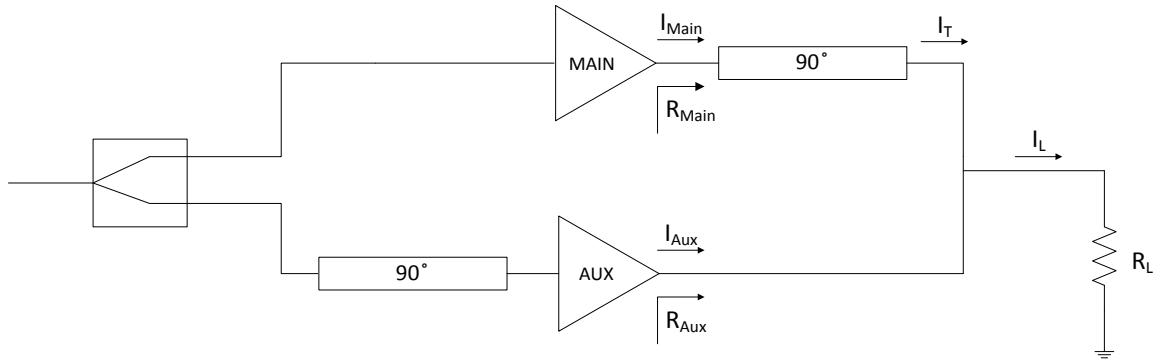 I_Main
I_T
MAIN
90°
R_Main
I_L
I_Aux
90°
AUX
R_L
R_Aux